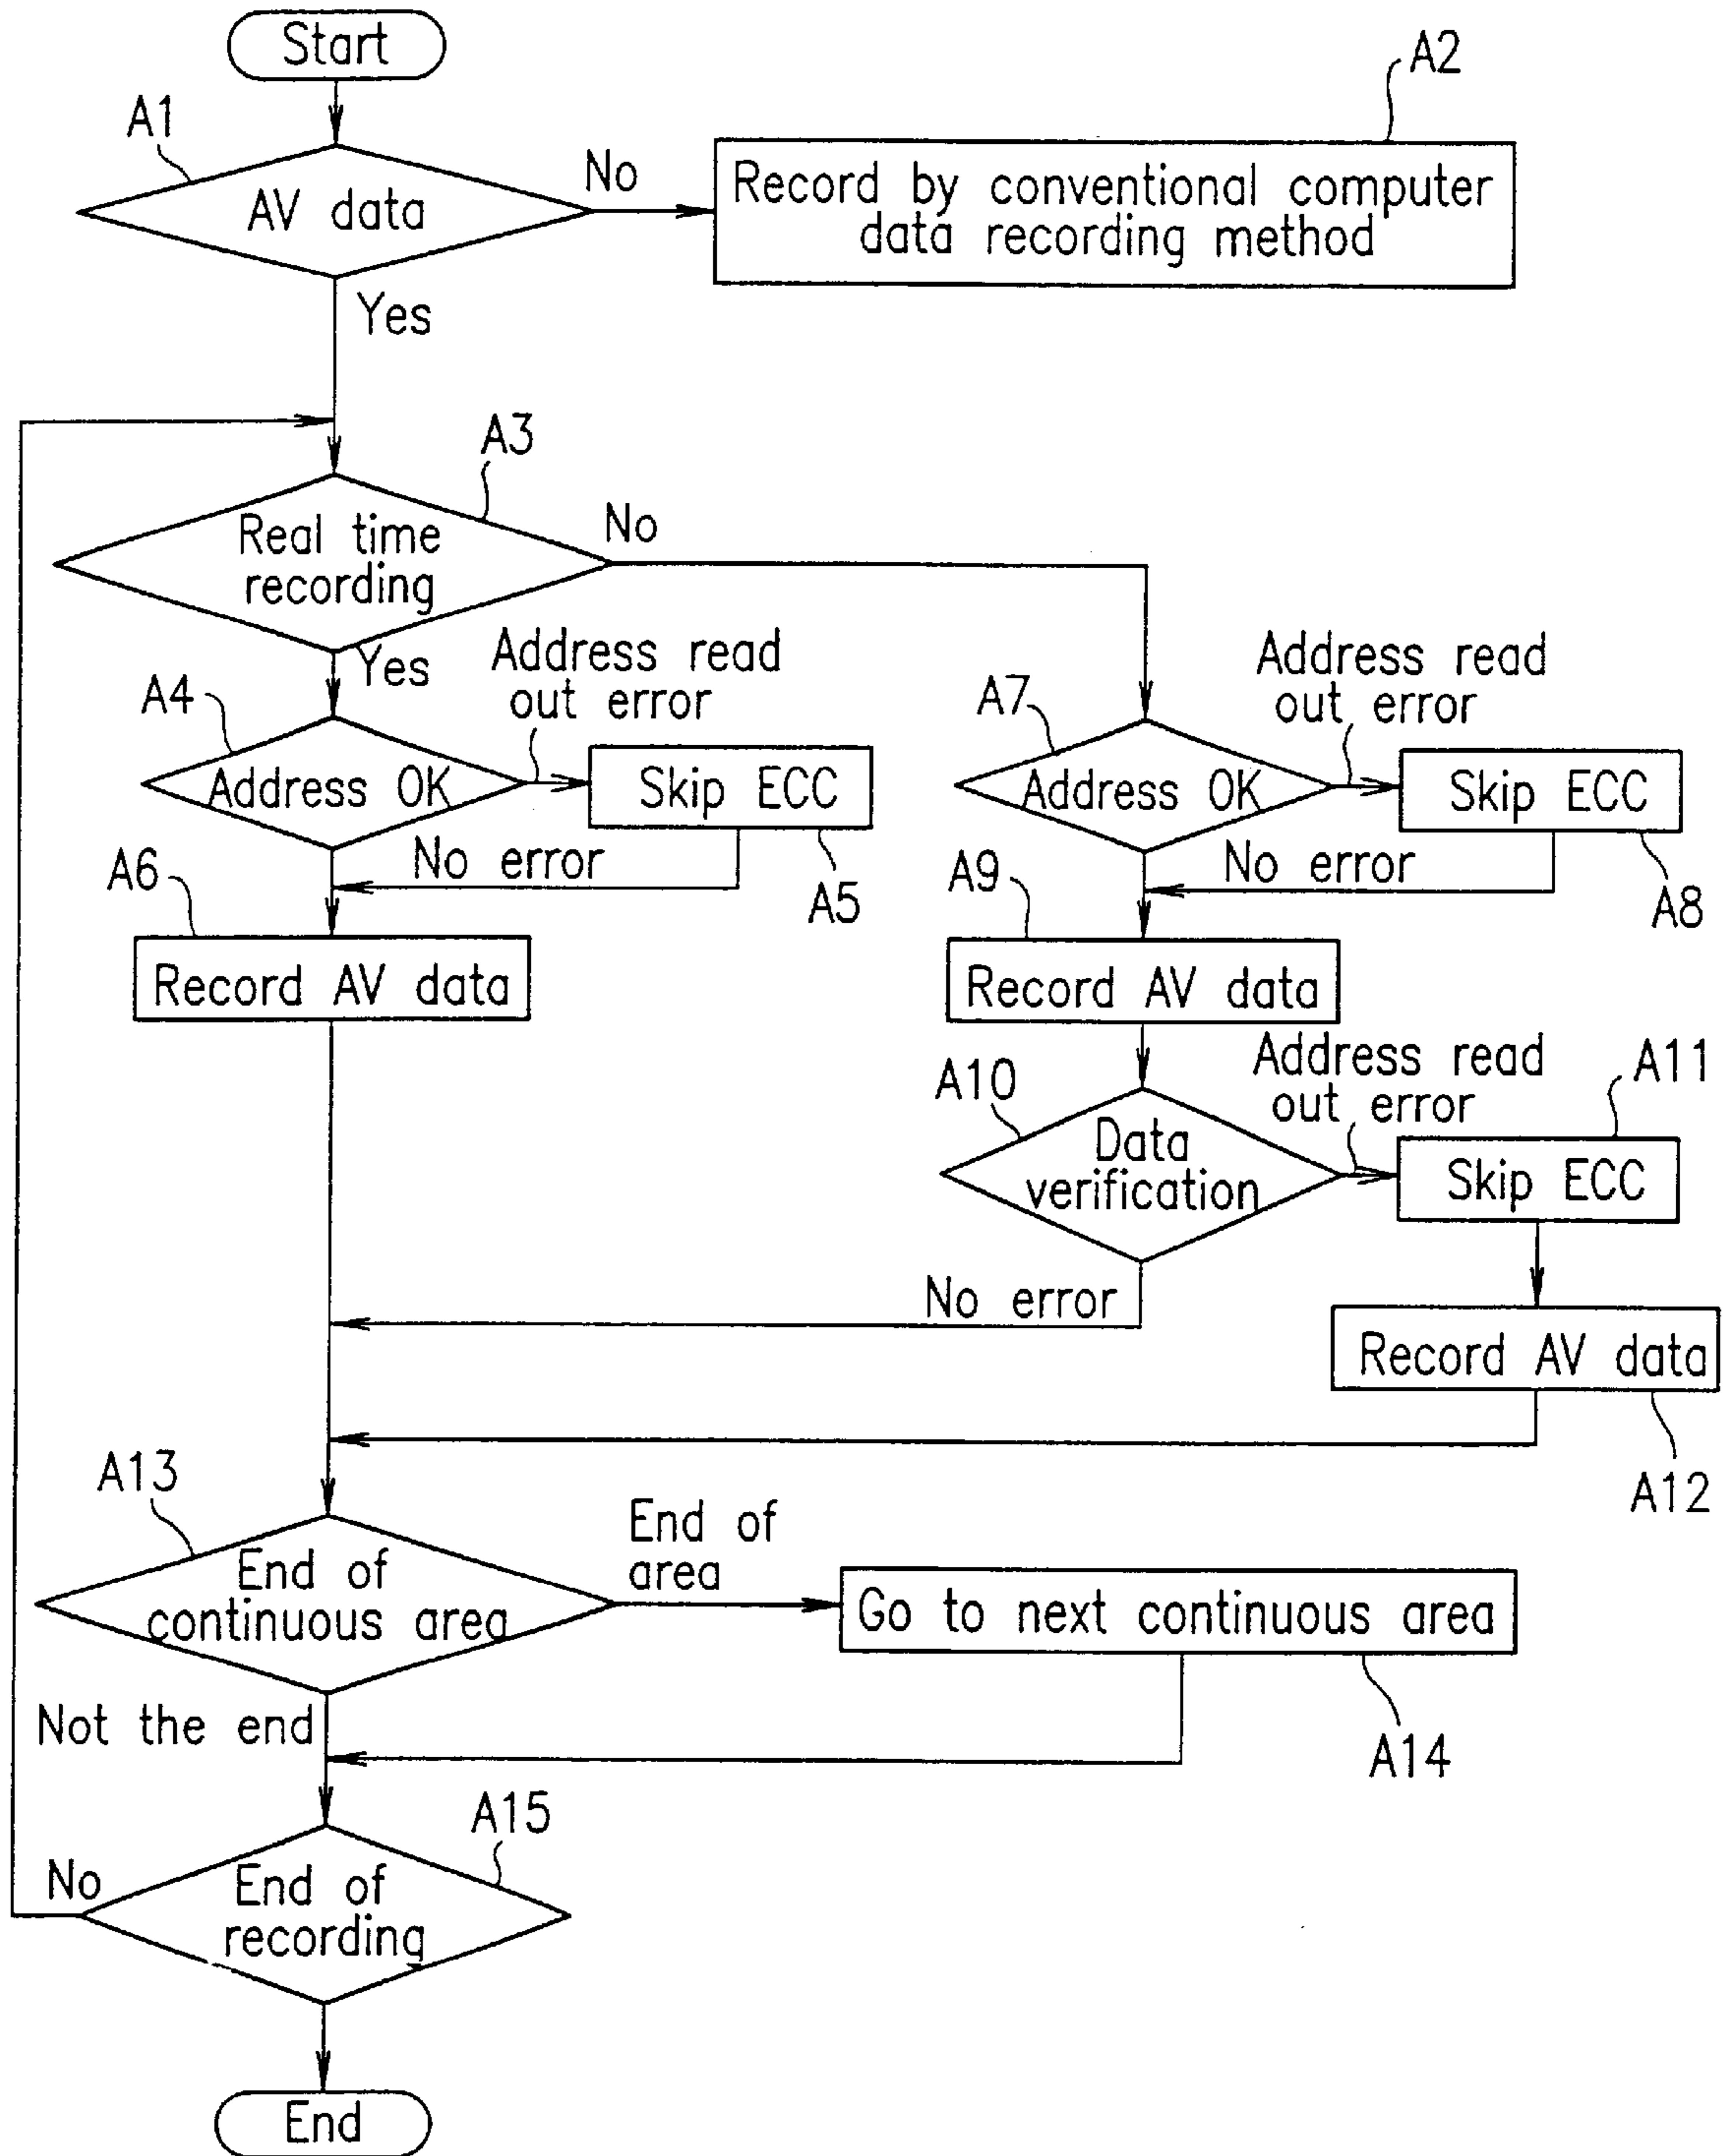 Start
A1
A2
AV data
No
Record by conventional computer
data recording method
Yes
A3
Real time
recording
No
Yes
A4
Address read
out error
Address OK
Skip ECC
No error
A5
A6
Record AV data
A7
Address read
out error
Address OK
Skip ECC
No error
A8
A9
Record AV data
A10
Address read
out error
A11
Data
verification
Skip ECC
No error
Record AV data
A12
A13
End of
continuous area
End of
area
Go to next continuous area
Not the end
A14
A15
No
End of
recording
End